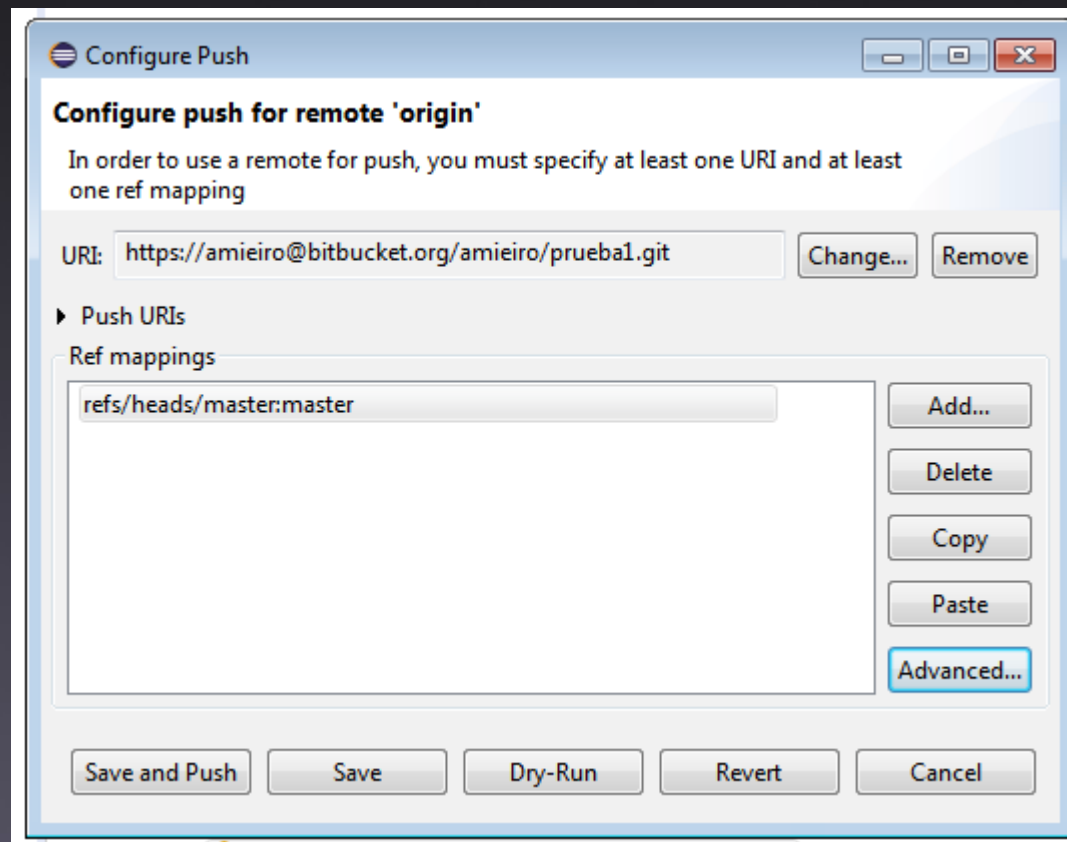 Configure Push
Configure push for remote 'origin'
In order to use a remote for push, you must specify at least one URI and at least
one ref mapping
URI: https://amieiro@bitbucket.org/amieiro/prueba1.git Change... Remove
Push URIs
Ref mappings
refs/heads/master:master Add...
Delete
Copy
Paste
Advanced...
Save and Push Save Dry-Run Revert Cancel